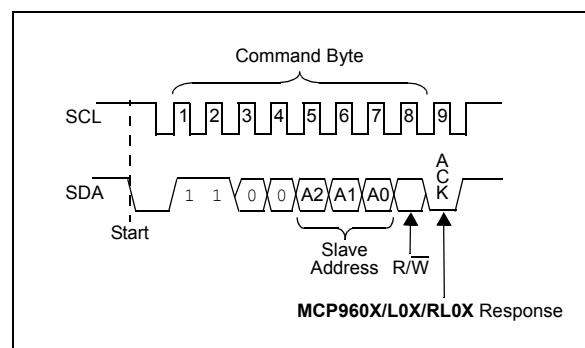 Command Byte
SCL
1 2 3 4 5 6 7 8 9
SDA
1 1 0 0 A2 A1 A0
ACK
Start
Slave
Address
R/W̅
MCP960X/L0X/RL0X Response